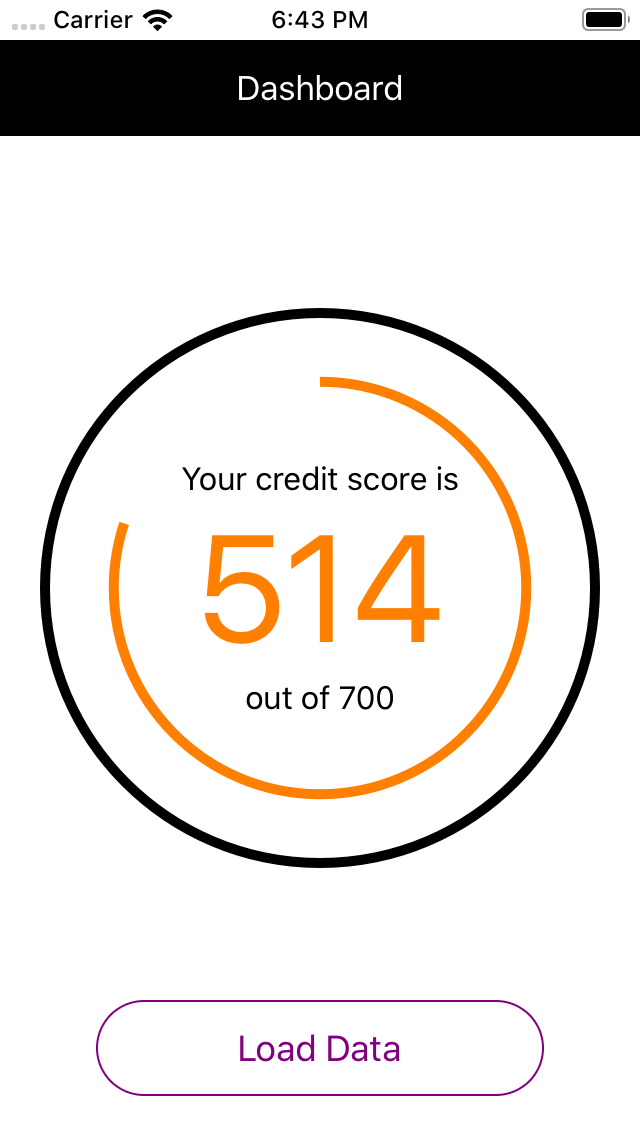 Carrier 6:43 PM
Dashboard
Your credit score is
514
out of 700
Load Data